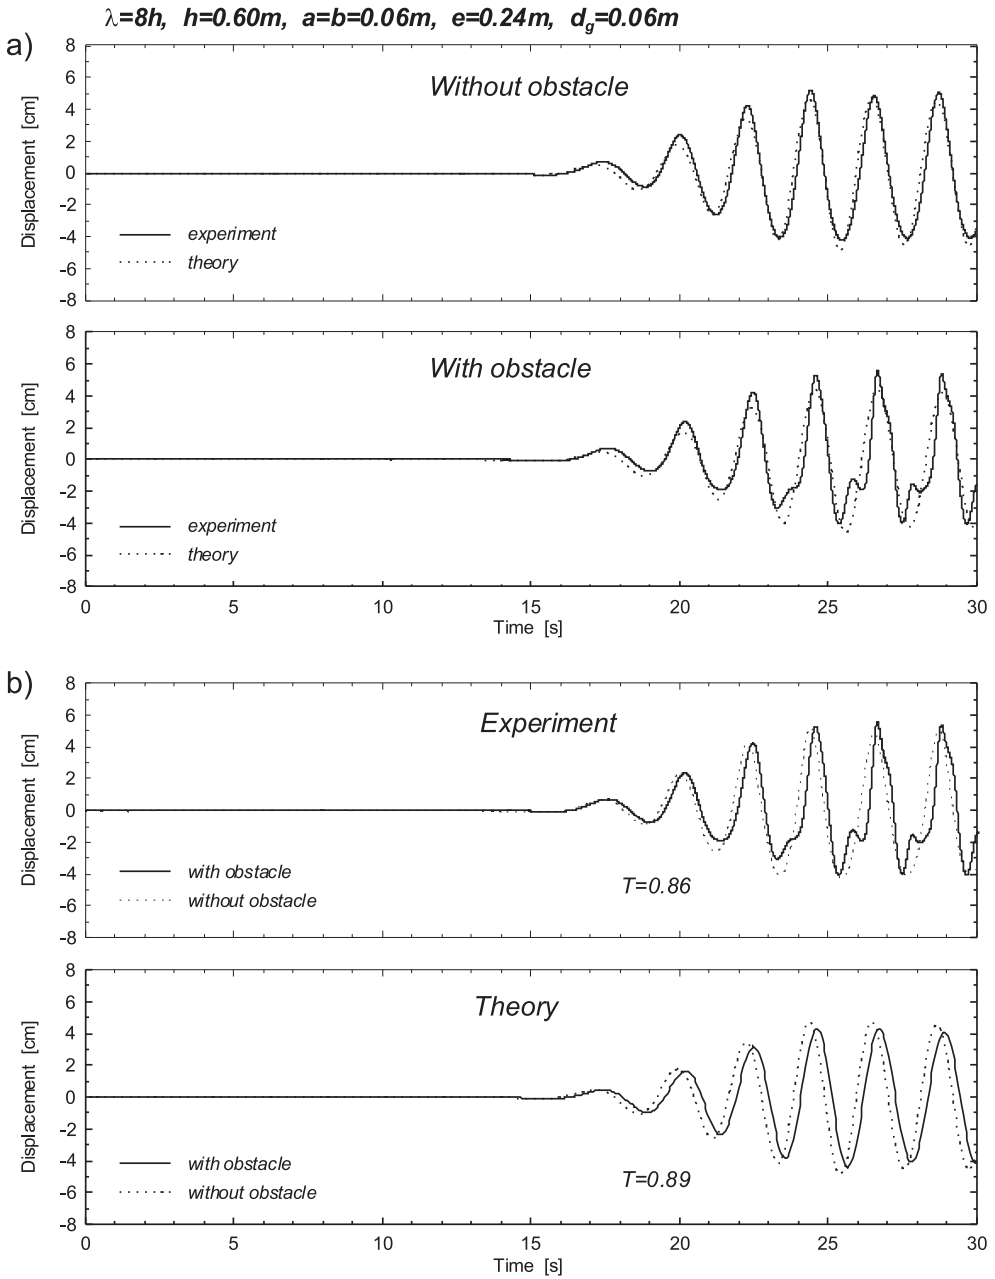 λ=8h, h=0.60m, a=b=0.06m, e=0.24m, dg=0.06m
a)
8
6
4
2
0
-2
-4
-6
-8
Displacement [cm]
Without obstacle
experiment
theory
8
6
4
2
0
-2
-4
-6
-8
Displacement [cm]
With obstacle
experiment
theory
0 5 10 15 20 25 30
Time [s]
b)
8
6
4
2
0
-2
-4
-6
-8
Displacement [cm]
Experiment
with obstacle
without obstacle
T=0.86
8
6
4
2
0
-2
-4
-6
-8
Displacement [cm]
Theory
with obstacle
without obstacle
T=0.89
0 5 10 15 20 25 30
Time [s]